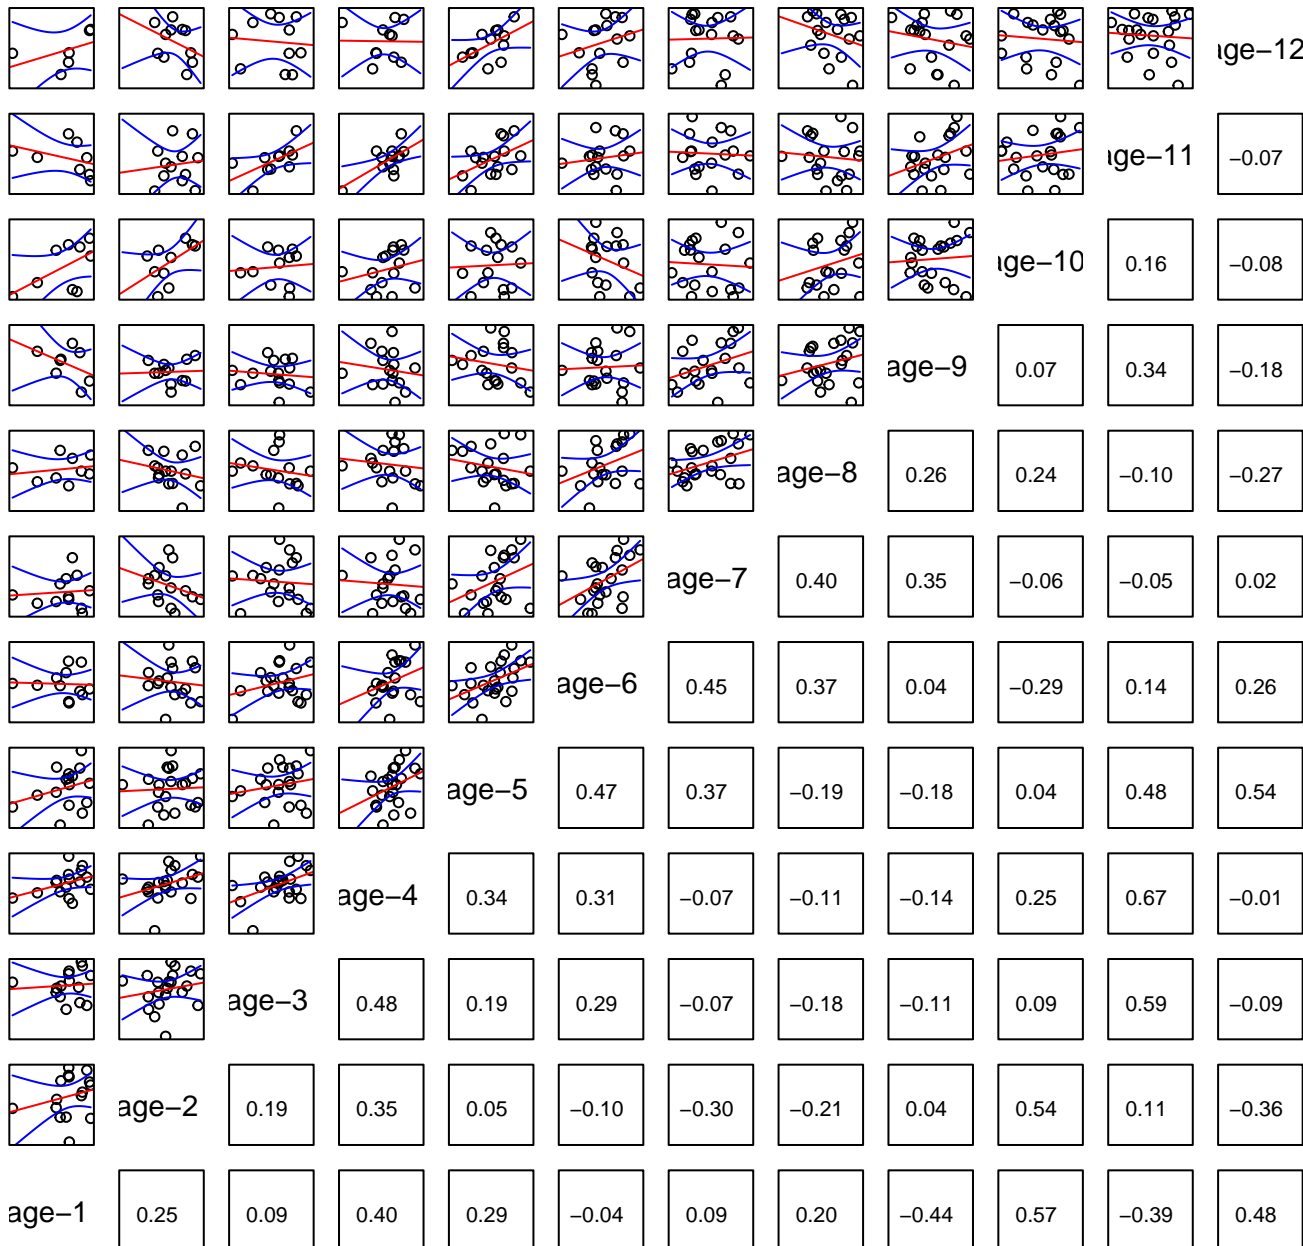 age−12
age−11 −0.07
age−10 0.16 −0.08
age−9 0.07 0.34 −0.18
age−8 0.26 0.24 −0.10 −0.27
age−7 0.40 0.35 −0.06 −0.05 0.02
age−6 0.45 0.37 0.04 −0.29 0.14 0.26
age−5 0.47 0.37 −0.19 −0.18 0.04 0.48 0.54
age−4 0.34 0.31 −0.07 −0.11 −0.14 0.25 0.67 −0.01
age−3 0.48 0.19 0.29 −0.07 −0.18 −0.11 0.09 0.59 −0.09
age−2 0.19 0.35 0.05 −0.10 −0.30 −0.21 0.04 0.54 0.11 −0.36
age−1 0.25 0.09 0.40 0.29 −0.04 0.09 0.20 −0.44 0.57 −0.39 0.48